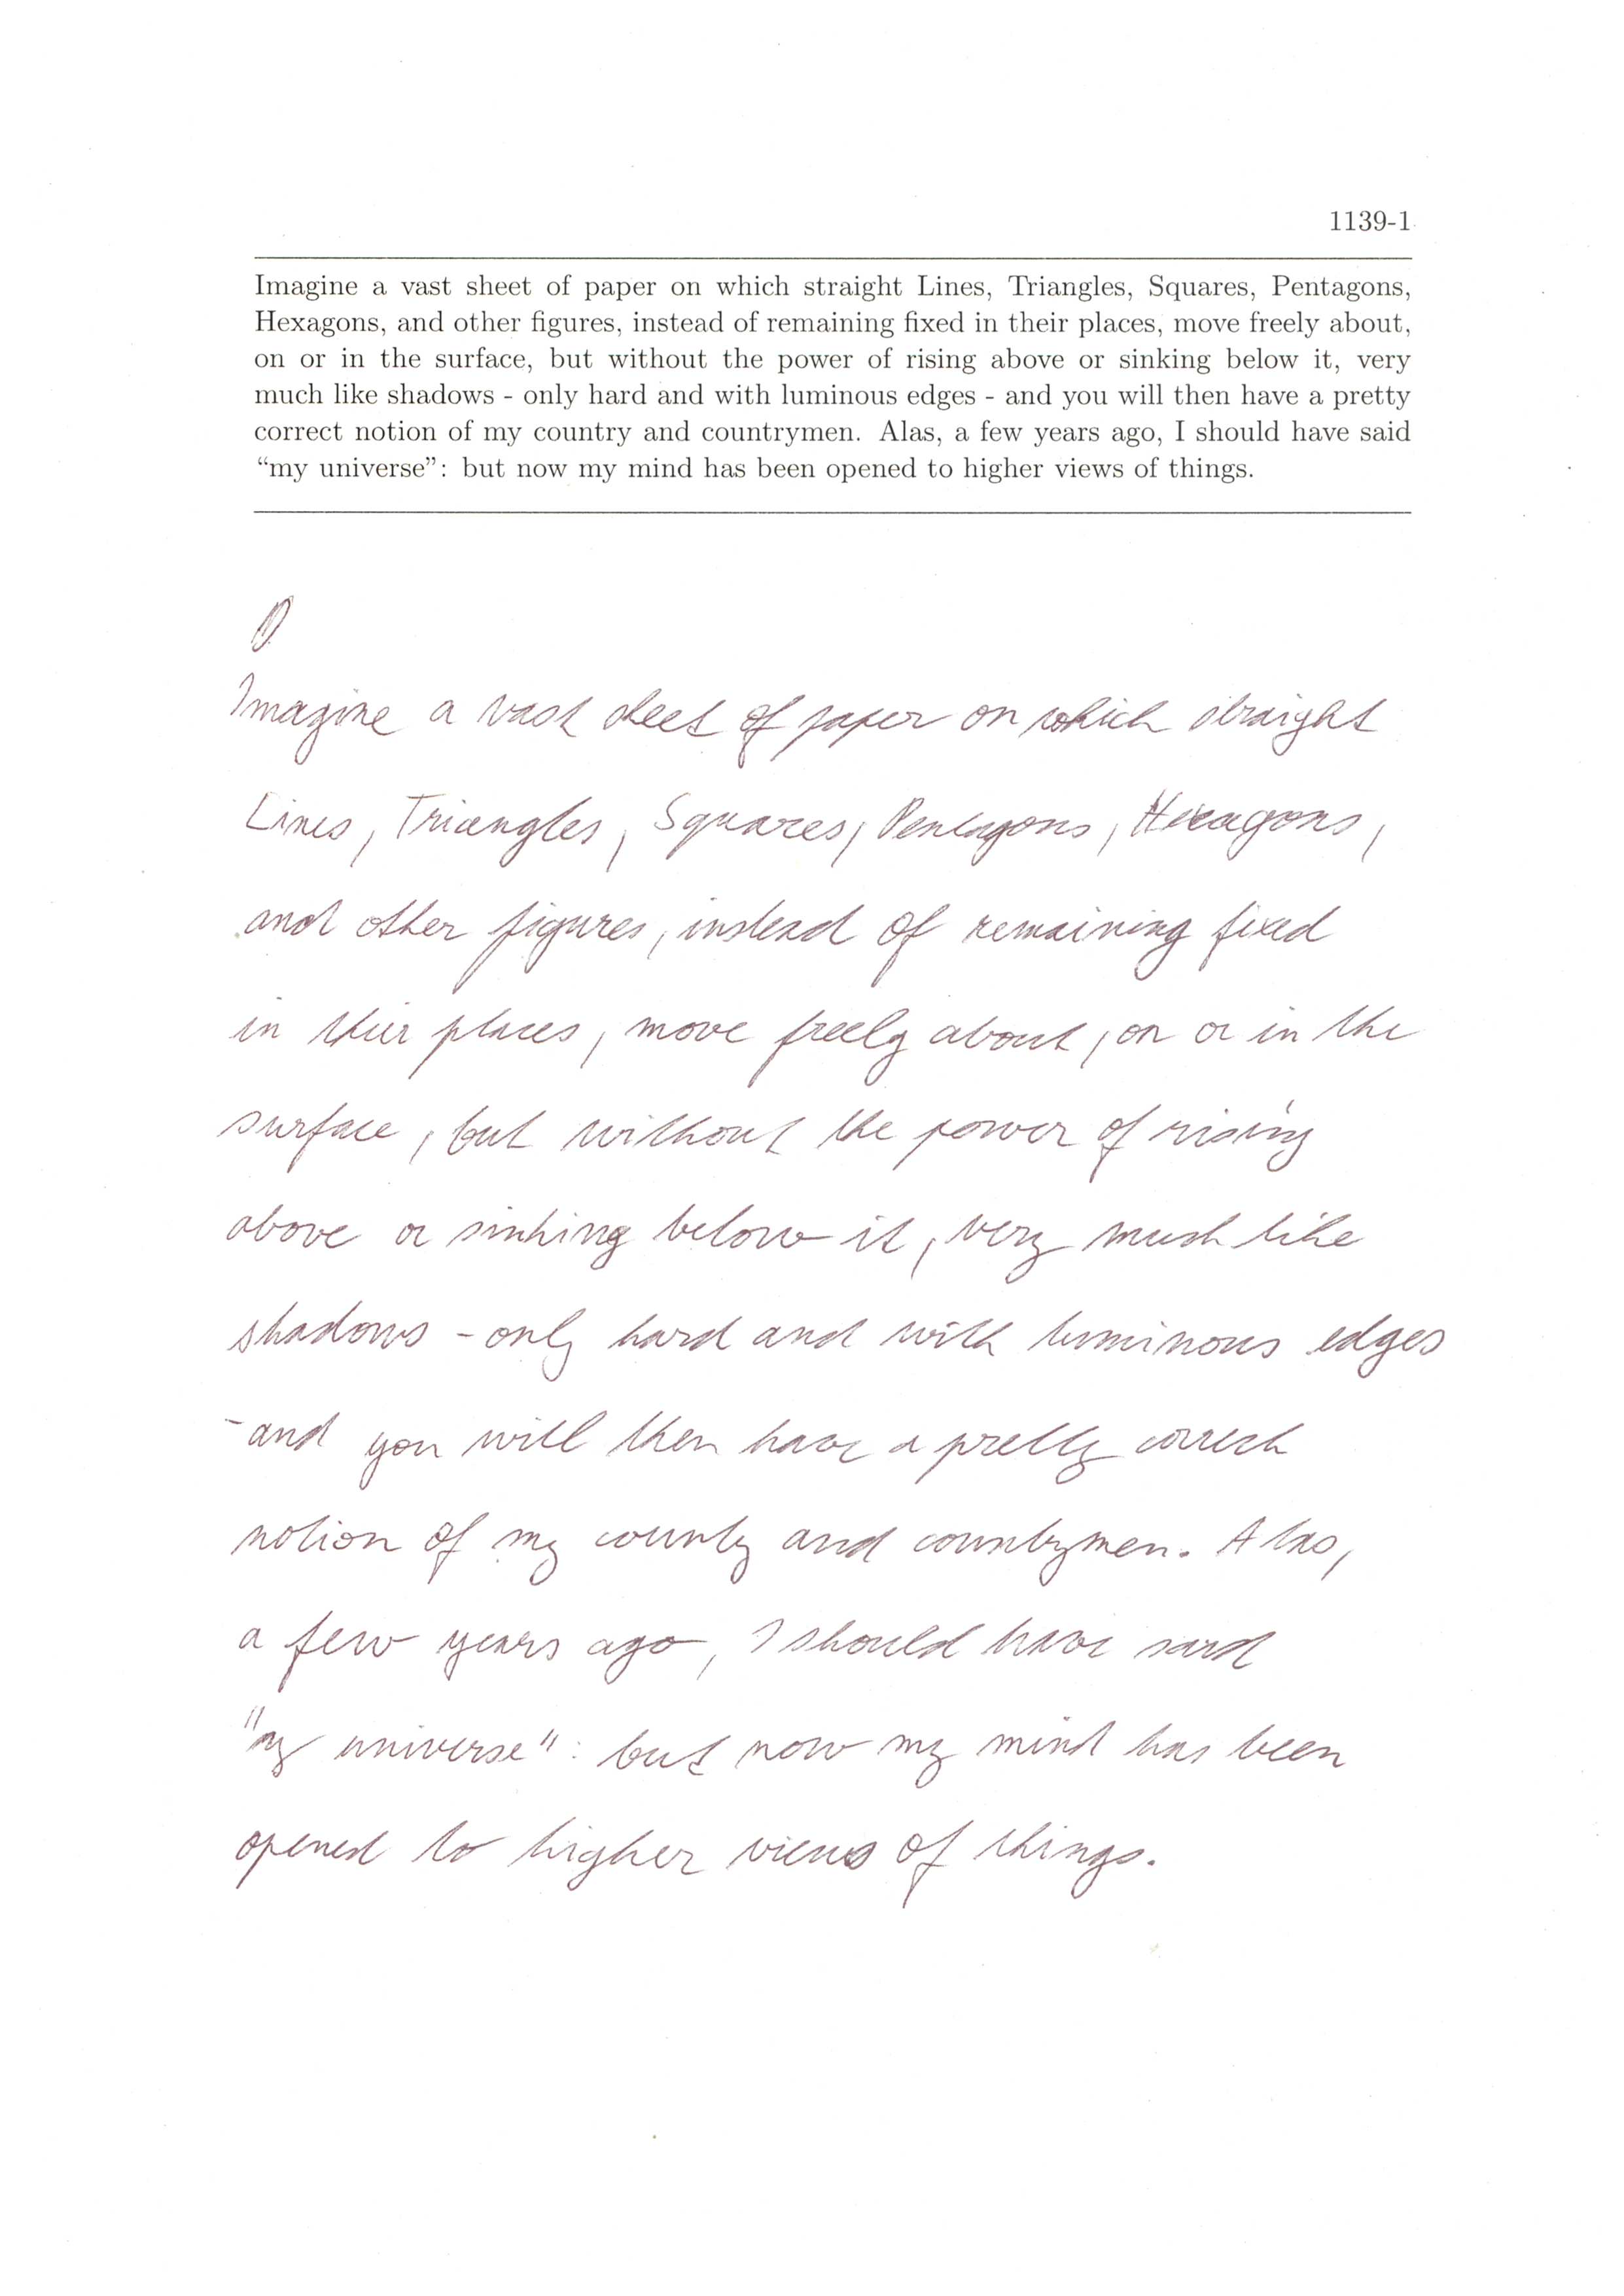 1139-1
Imagine a vast sheet of paper on which straight Lines, Triangles, Squares, Pentagons,
Hexagons, and other figures, instead of remaining fixed in their places, move freely about,
on or in the surface, but without the power of rising above or sinking below it, very
much like shadows - only hard and with luminous edges - and you will then have a pretty
correct notion of my country and countrymen. Alas, a few years ago, I should have said
“my universe”: but now my mind has been opened to higher views of things.
Imagine a vast sheet of paper on which straight
Lines, Triangles, Squares, Pentagons, Hexagons,
and other figures, instead of remaining fixed
in their places, move freely about, on or in the
surface, but without the power of rising
above or sinking below it, very much like
shadows - only hard and with luminous edges
- and you will then have a pretty correct
notion of my country and countrymen. Alas,
a few years ago, I should have said
"my universe": but now my mind has been
opened to higher views of things.